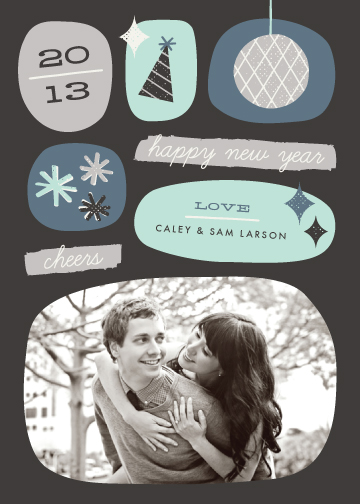 20
13
happy new year
LOVE
CALEY & SAM LARSON
cheers